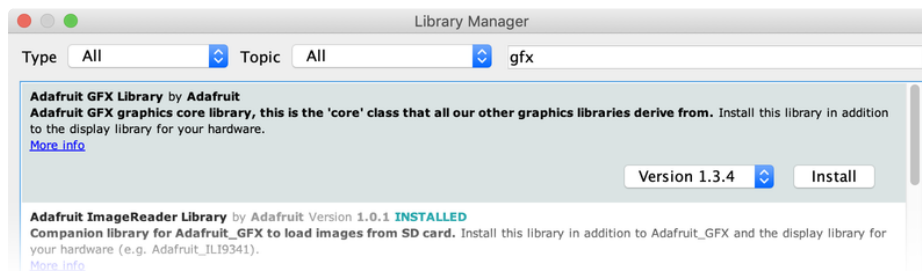 Library Manager
Type All Topic All gfx
Adafruit GFX Library by Adafruit
Adafruit GFX graphics core library, this is the 'core' class that all our other graphics libraries derive from. Install this library in addition
to the display library for your hardware.
More info
Version 1.3.4 Install
Adafruit ImageReader Library by Adafruit Version 1.0.1 INSTALLED
Companion library for Adafruit_GFX to load images from SD card. Install this library in addition to Adafruit_GFX and the display library for
your hardware (e.g. Adafruit_ILI9341).
More info